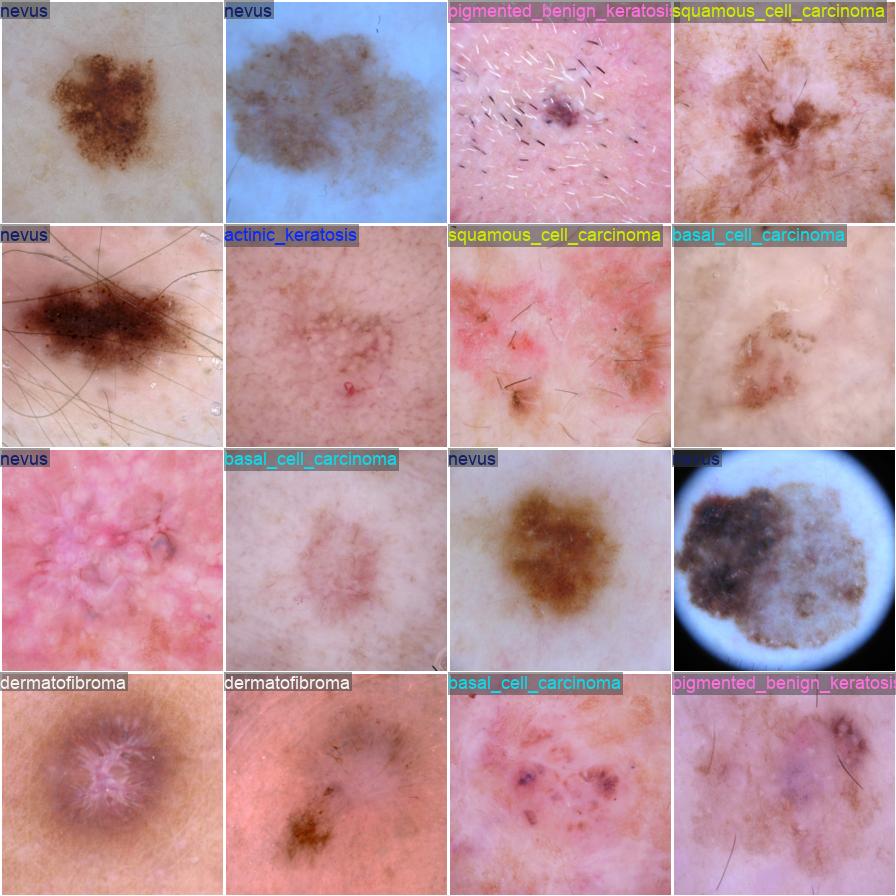 nevus
nevus
pigmented_benign_keratosis
squamous_cell_carcinoma
nevus
actinic_keratosis
squamous_cell_carcinoma
basal_cell_carcinoma
nevus
basal_cell_carcinoma
nevus
nevus
dermatofibroma
dermatofibroma
basal_cell_carcinoma
pigmented_benign_keratosis